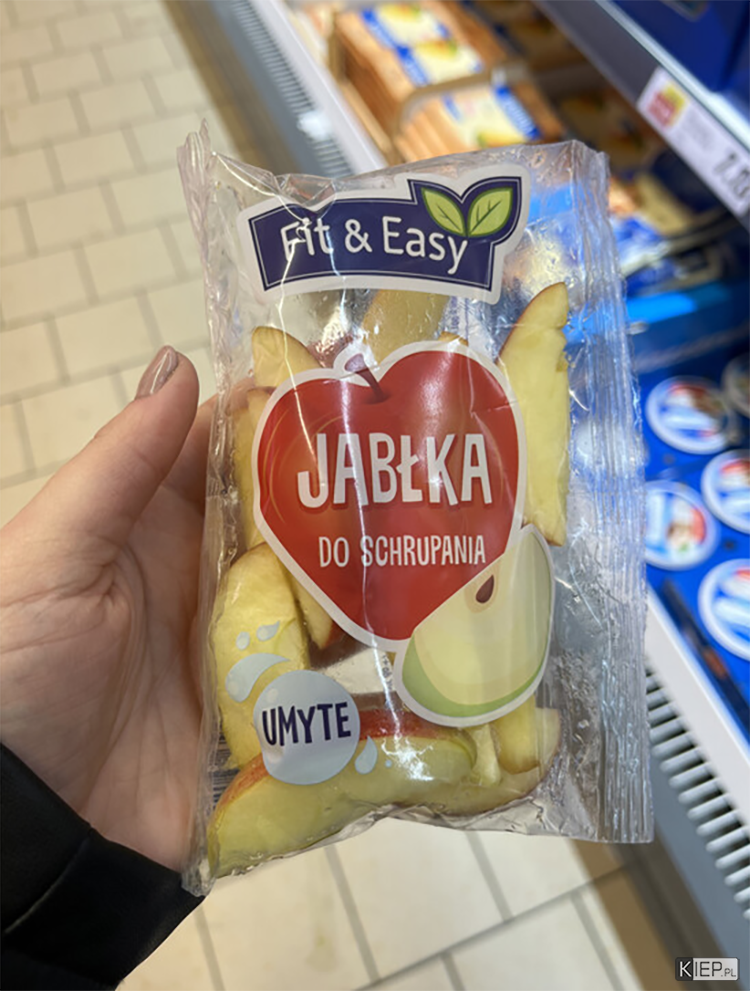 Fit & Easy
JABŁKA
DO SCHRUPANIA
UMYTE
KIEP.PL